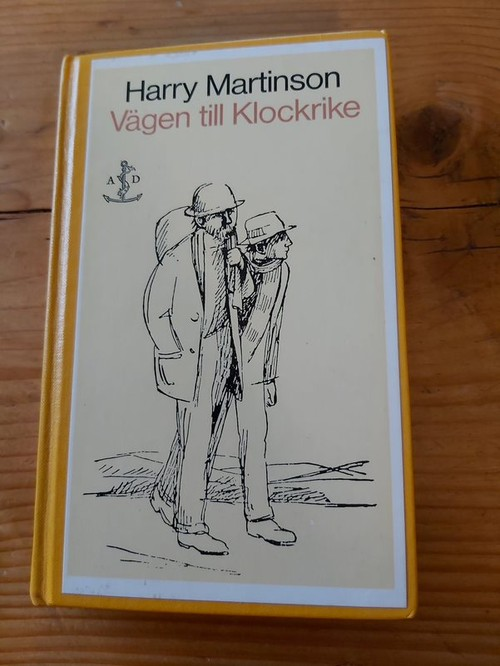 Harry Martinson
Vägen till Klockrike
A D